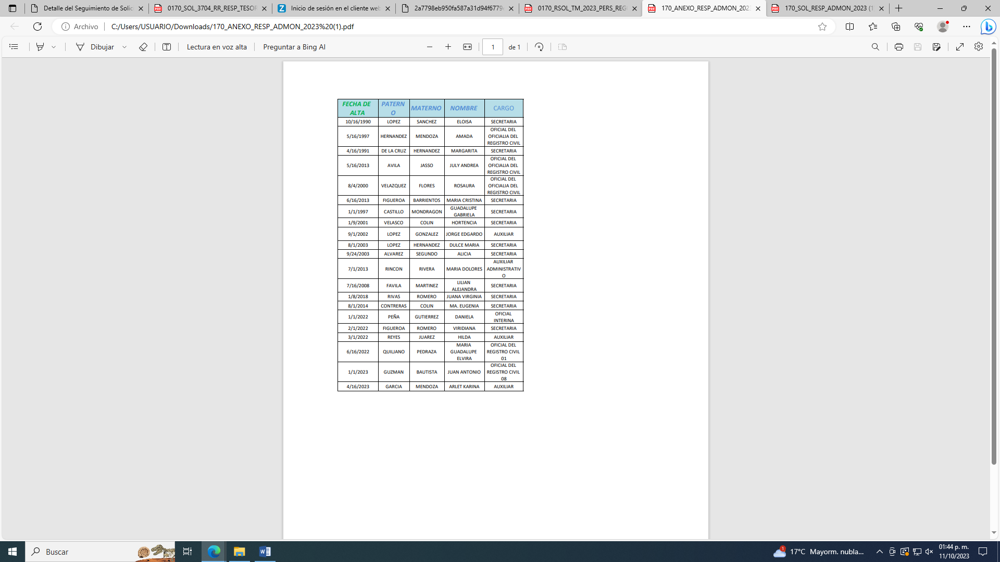 Detalle del Seguimiento de Solici
0170_SOL_3704_RR_RESP_TESOR
Inicio de sesión en el cliente web
2a7798eb950fa587a31d94f6779
0170_RSOL_TM_2023_PERS_REG
170_ANEXO_RESP_ADMON_2023
170_SOL_RESP_ADMON_2023 (1
Archivo
C:/Users/USUARIO/Downloads/170_ANEXO_RESP_ADMON_2023%20(1).pdf
Dibujar
Lectura en voz alta
Preguntar a Bing AI
1
de 1
FECHA DE ALTA PATERNO MATERNO NOMBRE CARGO
10/16/1990 LOPEZ SANCHEZ ELOISA SECRETARIA
5/16/1997 HERNANDEZ MENDOZA AMADA OFICIAL DEL OFICIALIA DEL REGISTRO CIVIL
4/16/1991 DE LA CRUZ HERNANDEZ MARGARITA SECRETARIA
5/16/2013 AVILA JASSO JULY ANDREA OFICIAL DEL OFICIALIA DEL REGISTRO CIVIL
8/4/2000 VELAZQUEZ FLORES ROSAURA OFICIAL DEL OFICIALIA DEL REGISTRO CIVIL
6/16/2013 FIGUEROA BARRIENTOS MARIA CRISTINA SECRETARIA
1/1/1997 CASTILLO MONDRAGON GUADALUPE GABRIELA SECRETARIA
1/9/2001 VELASCO COLIN HORTENCIA SECRETARIA
9/1/2002 LOPEZ GONZALEZ JORGE EDGARDO AUXILIAR
8/1/2003 LOPEZ HERNANDEZ DULCE MARIA SECRETARIA
9/24/2003 ALVAREZ SEGUNDO ALICIA SECRETARIA
7/1/2013 RINCON RIVERA MARIA DOLORES AUXILIAR ADMINISTRATIVO
7/16/2008 FAVILA MARTINEZ LILIAN ALEJANDRA SECRETARIA
1/8/2018 RIVAS ROMERO JUANA VIRGINIA SECRETARIA
8/1/2014 CONTRERAS COLIN MA. EUGENIA SECRETARIA
1/1/2022 PEÑA GUTIERREZ DANIELA OFICIAL INTERINA
2/1/2022 FIGUEROA ROMERO VIRIDIANA SECRETARIA
3/1/2022 REYES JUAREZ HILDA AUXILIAR
6/16/2022 QUIJANO PEDRAZA MARIA GUADALUPE ELVIRA OFICIAL DEL REGISTRO CIVIL 01
1/1/2023 GUZMAN BAUTISTA JUAN ANTONIO OFICIAL DEL REGISTRO CIVIL 08
4/16/2023 GARCIA MENDOZA ARLET KARINA AUXILIAR
Buscar
1
17°C Mayorm. nubla...
01:44 p. m.
11/10/2023